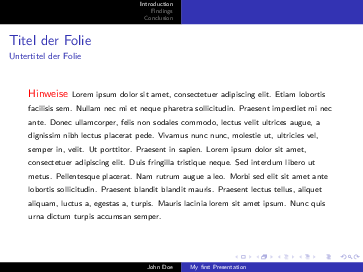 Introduction
Findings
Conclusion
Titel der Folie
Untertitel der Folie
Hinweise Lorem ipsum dolor sit amet, consectetuer adipiscing elit. Etiam lobortis
facilisis sem. Nullam nec mi et neque pharetra sollicitudin. Praesent imperdiet mi nec
ante. Donec ullamcorper, felis non sodales commodo, lectus velit ultrices augue, a
dignissim nibh lectus placerat pede. Vivamus nunc nunc, molestie ut, ultricies vel,
semper in, velit. Ut porttitor. Praesent in sapien. Lorem ipsum dolor sit amet,
consectetuer adipiscing elit. Duis fringilla tristique neque. Sed interdum libero ut
metus. Pellentesque placerat. Nam rutrum augue a leo. Morbi sed elit sit amet ante
lobortis sollicitudin. Praesent blandit blandit mauris. Praesent lectus tellus, aliquet
aliquam, luctus a, egestas a, turpis. Mauris lacinia lorem sit amet ipsum. Nunc quis
urna dictum turpis accumsan semper.
John Doe My first Presentation